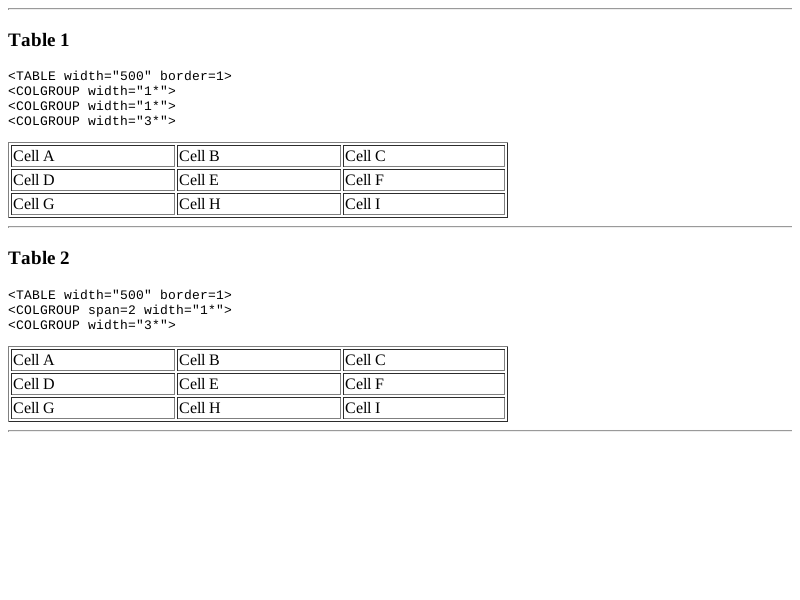 Table 1
<TABLE width="500" border=1>
<COLGROUP width="1*">
<COLGROUP width="1*">
<COLGROUP width="3*">
Cell A Cell B Cell C
Cell D Cell E Cell F
Cell G Cell H Cell I
Table 2
<TABLE width="500" border=1>
<COLGROUP span=2 width="1*">
<COLGROUP width="3*">
Cell A Cell B Cell C
Cell D Cell E Cell F
Cell G Cell H Cell I